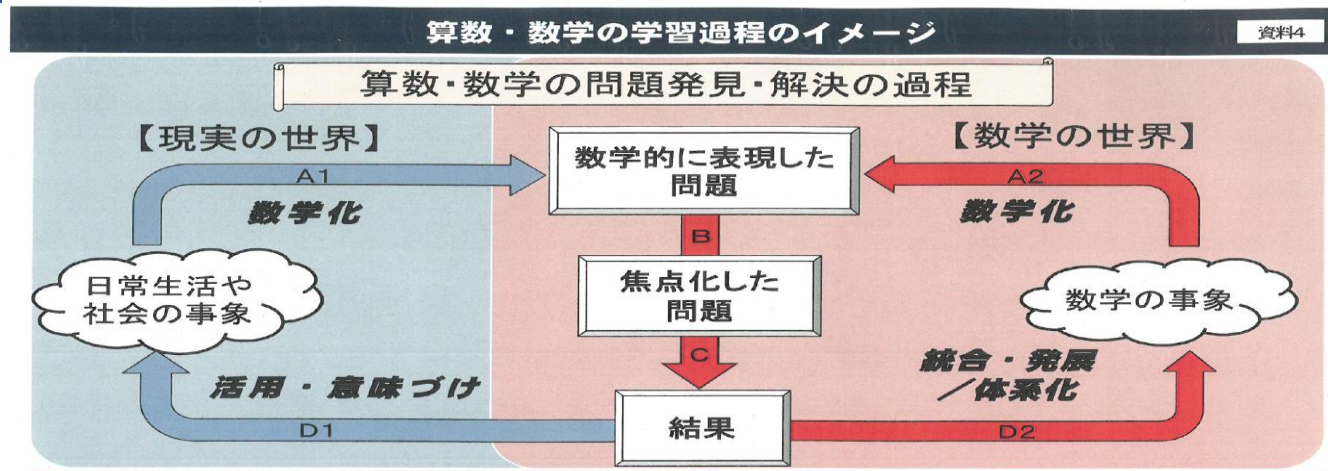 算数・数学の学習過程のイメージ
資料4
算数・数学の問題発見・解決の過程
【現実の世界】
【数学の世界】
A1
数学化
数学的に表現した
問題
A2
数学化
B
日常生活や
社会の事象
焦点化した
問題
数学の事象
C
活用・意味づけ
統合・発展
／体系化
D1
結果
D2